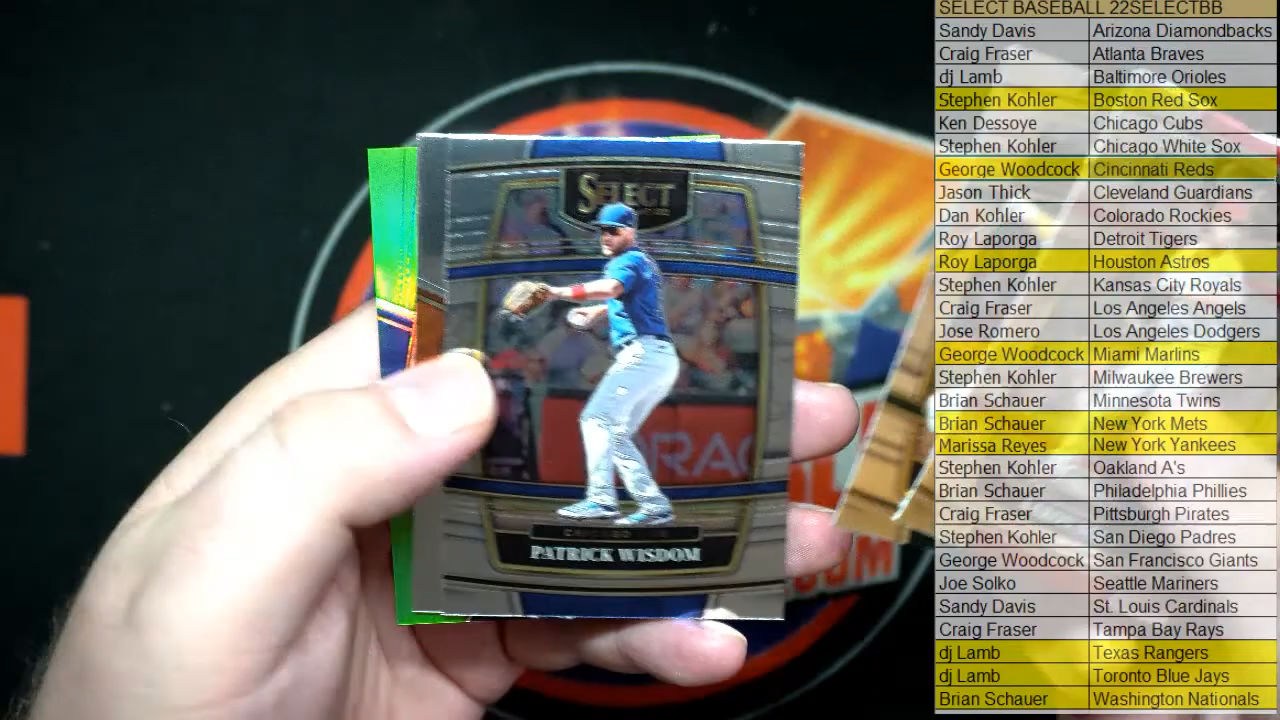 SELECT BASEBALL 22SELECTBB
Sandy Davis Arizona Diamondbacks
Craig Fraser Atlanta Braves
dj Lamb Baltimore Orioles
Stephen Kohler Boston Red Sox
Ken Dessoye Chicago Cubs
Stephen Kohler Chicago White Sox
George Woodcock Cincinnati Reds
Jason Thick Cleveland Guardians
Dan Kohler Colorado Rockies
Roy Laporga Detroit Tigers
Roy Laporga Houston Astros
Stephen Kohler Kansas City Royals
Craig Fraser Los Angeles Angels
Jose Romero Los Angeles Dodgers
George Woodcock Miami Marlins
Stephen Kohler Milwaukee Brewers
Brian Schauer Minnesota Twins
Brian Schauer New York Mets
Marissa Reyes New York Yankees
Stephen Kohler Oakland A's
Brian Schauer Philadelphia Phillies
Craig Fraser Pittsburgh Pirates
Stephen Kohler San Diego Padres
George Woodcock San Francisco Giants
Joe Solko Seattle Mariners
Sandy Davis St. Louis Cardinals
Craig Fraser Tampa Bay Rays
dj Lamb Texas Rangers
dj Lamb Toronto Blue Jays
Brian Schauer Washington Nationals
SELECT
RAC
PATRICK WISDOM